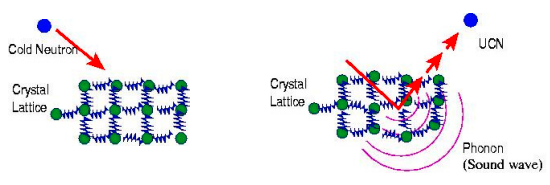 Cold Neutron
Crystal
Lattice
UCN
Crystal
Lattice
Phonon
(Sound wave)